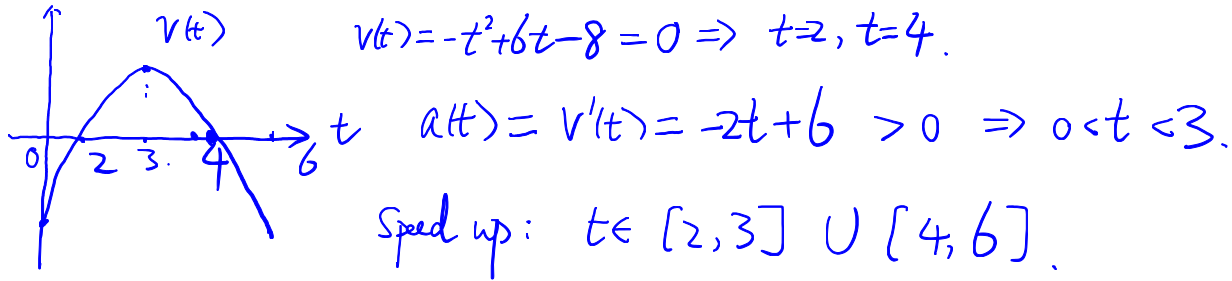 v(t)
v(t)=-t²+6t-8=0 ⇒ t=2, t=4.
0 2 3. 4 6 t
a(t)=v'(t)=-2t+6 >0 ⇒ 0<t<3.
Speed up: t∈ [2,3] ∪ [4,6].